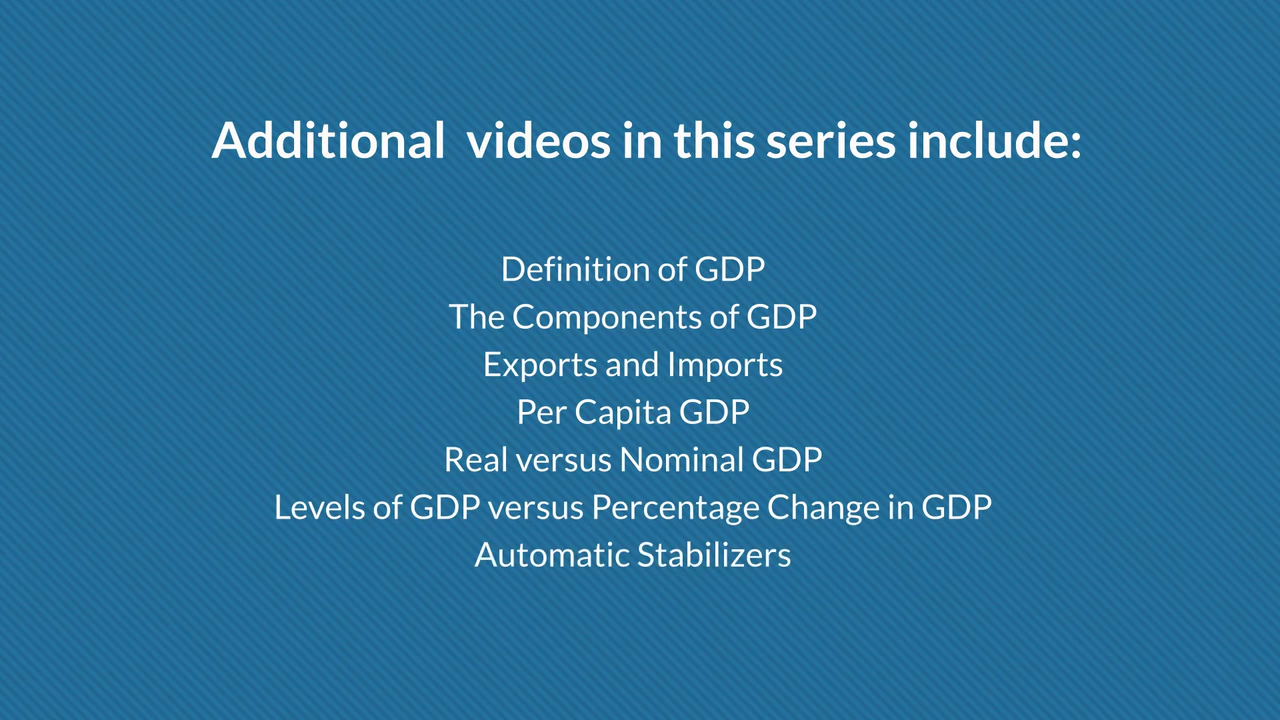 Additional  videos in this series include:
Definition of GDP
The Components of GDP
Exports and Imports
Per Capita GDP
Real versus Nominal GDP
Levels of GDP versus Percentage Change in GDP
Automatic Stabilizers